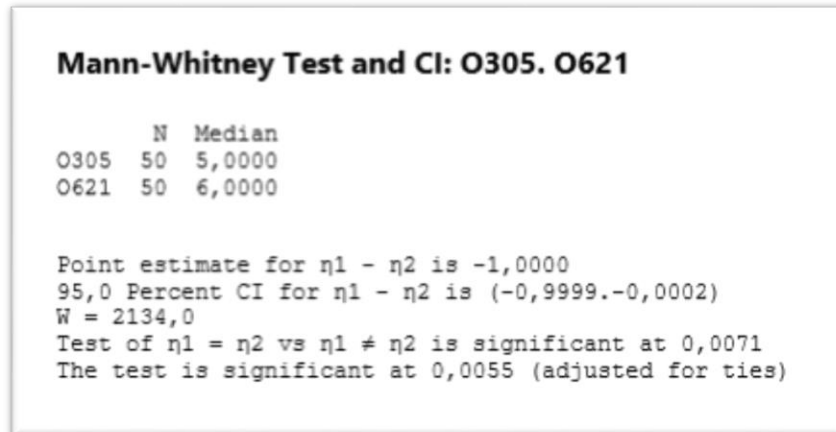 Mann-Whitney Test and CI: O305. O621
N Median
O305 50 5,0000
O621 50 6,0000
Point estimate for η1 - η2 is -1,0000
95,0 Percent CI for η1 - η2 is (-0,9999.-0,0002)
W = 2134,0
Test of η1 = η2 vs η1 ≠ η2 is significant at 0,0071
The test is significant at 0,0055 (adjusted for ties)